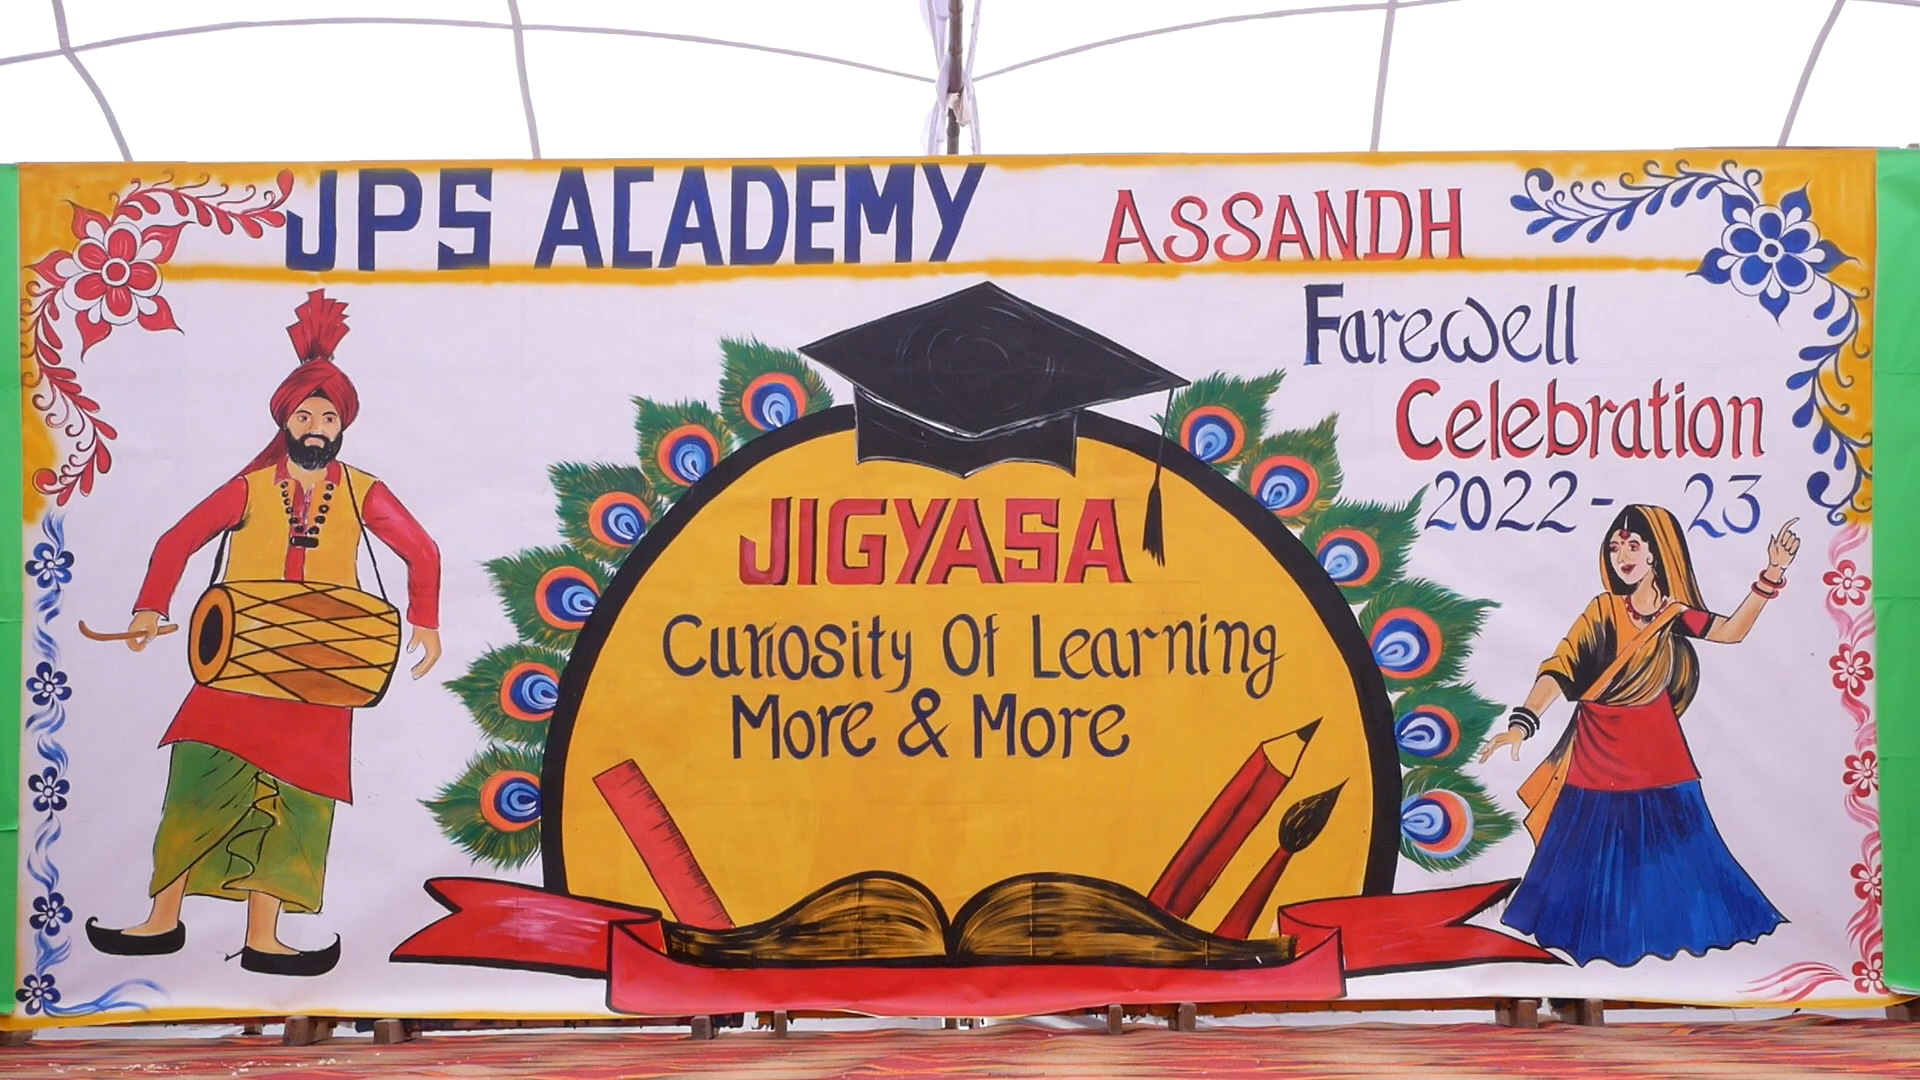 JPS ACADEMY ASSANDH
Farewell
Celebration
2022-23
JIGYASA
Curiosity Of Learning
More & More